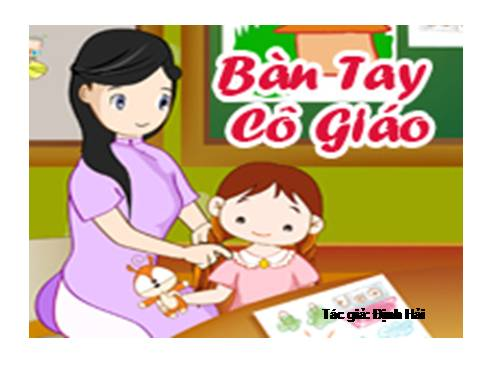 Bàn Tay
Cô Giáo
Tác giả: Định Hải